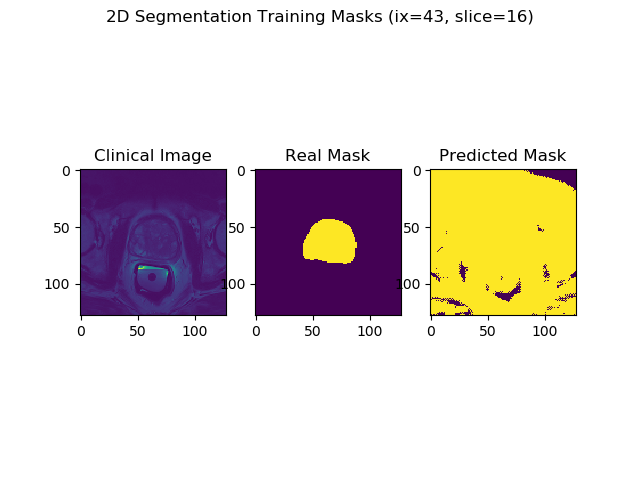 2D Segmentation Training Masks (ix=43, slice=16)
Clinical Image Real Mask Predicted Mask
0 0 0
50 50 50
100 100 100
0 100 0 50 100 0 50 100